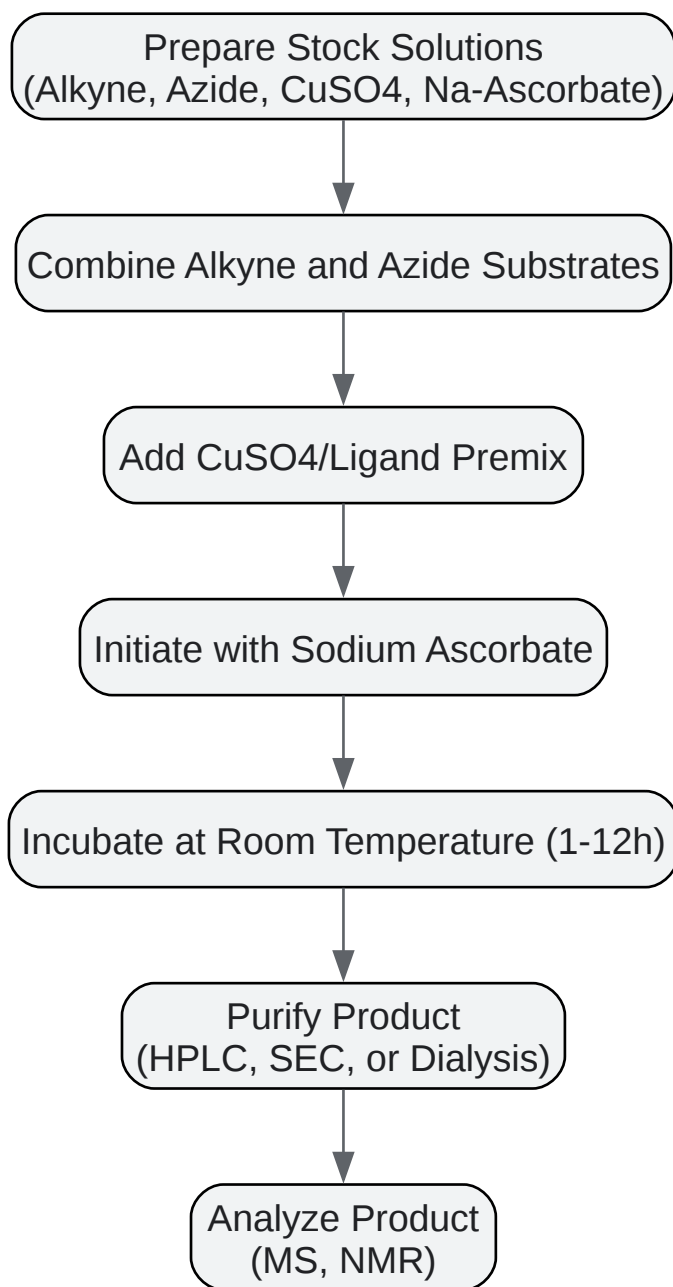 Prepare Stock Solutions
(Alkyne, Azide, CuSO4, Na-Ascorbate)
Combine Alkyne and Azide Substrates
Add CuSO4/Ligand Premix
Initiate with Sodium Ascorbate
Incubate at Room Temperature (1-12h)
Purify Product
(HPLC, SEC, or Dialysis)
Analyze Product
(MS, NMR)